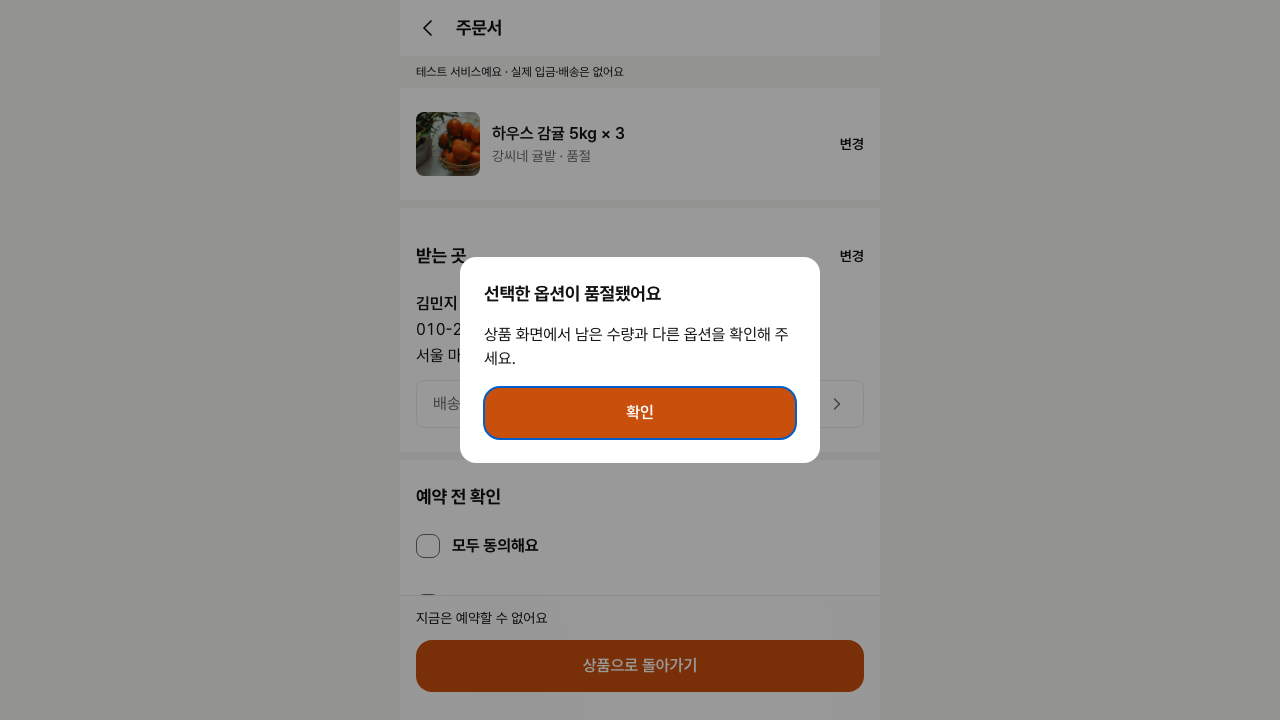 주문서
테스트 서비스예요 · 실제 입금·배송은 없어요
하우스 감귤 5kg × 3
강씨네 귤밭 · 품절
변경
받는 곳
변경
김민지
010-2
서울 마
배송
선택한 옵션이 품절됐어요
상품 화면에서 남은 수량과 다른 옵션을 확인해 주
세요.
확인
예약 전 확인
모두 동의해요
지금은 예약할 수 없어요
상품으로 돌아가기